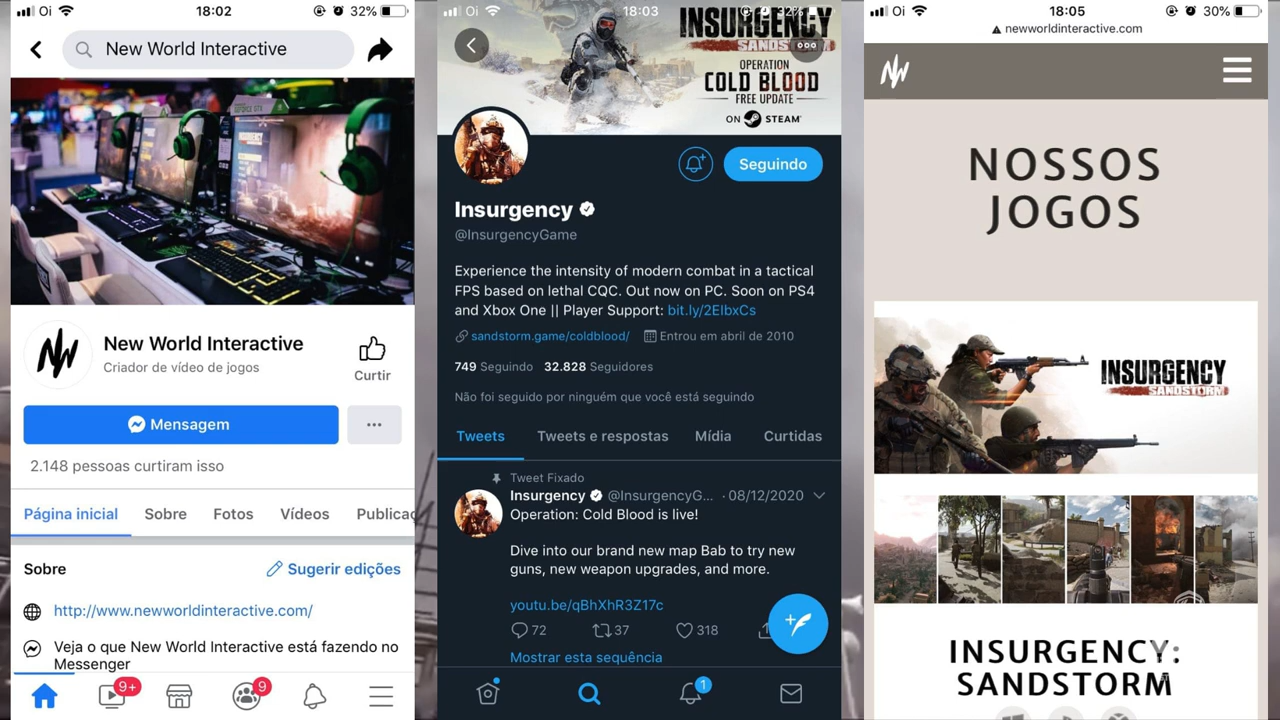 Oi
18:02
32%
New World Interactive
INSURGENCY
New World Interactive
Criador de vídeo de jogos
Curtir
Mensagem
2.148 pessoas curtiram isso
Página inicial
Sobre
Fotos
Vídeos
Publicaç
Sobre
Sugerir edições
http://www.newworldinteractive.com/
Veja o que New World Interactive está fazendo no
Messenger
9+
9
Oi
18:03
32%
INSURGENCY
SANDSTORM
OPERATION
COLD BLOOD
FREE UPDATE
ON STEAM
Seguindo
Insurgency
@InsurgencyGame
Experience the intensity of modern combat in a tactical
FPS based on lethal CQC. Out now on PC. Soon on PS4
and Xbox One || Player Support: bit.ly/2ElbxCs
sandstorm.game/coldblood/ Entrou em abril de 2010
749 Seguindo 32.828 Seguidores
Não foi seguido por ninguém que você está seguindo
Tweets
Tweets e respostas
Mídia
Curtidas
Tweet Fixado
Insurgency @InsurgencyG... · 08/12/2020
Operation: Cold Blood is live!
Dive into our brand new map Bab to try new
guns, new weapon upgrades, and more.
youtu.be/qBhXhR3Z17c
72
37
318
Mostrar esta sequência
1
Oi
18:05
30%
newworldinteractive.com
NW
NOSSOS
JOGOS
INSURGENCY
SANDSTORM
INSURGENCY:
SANDSTORM